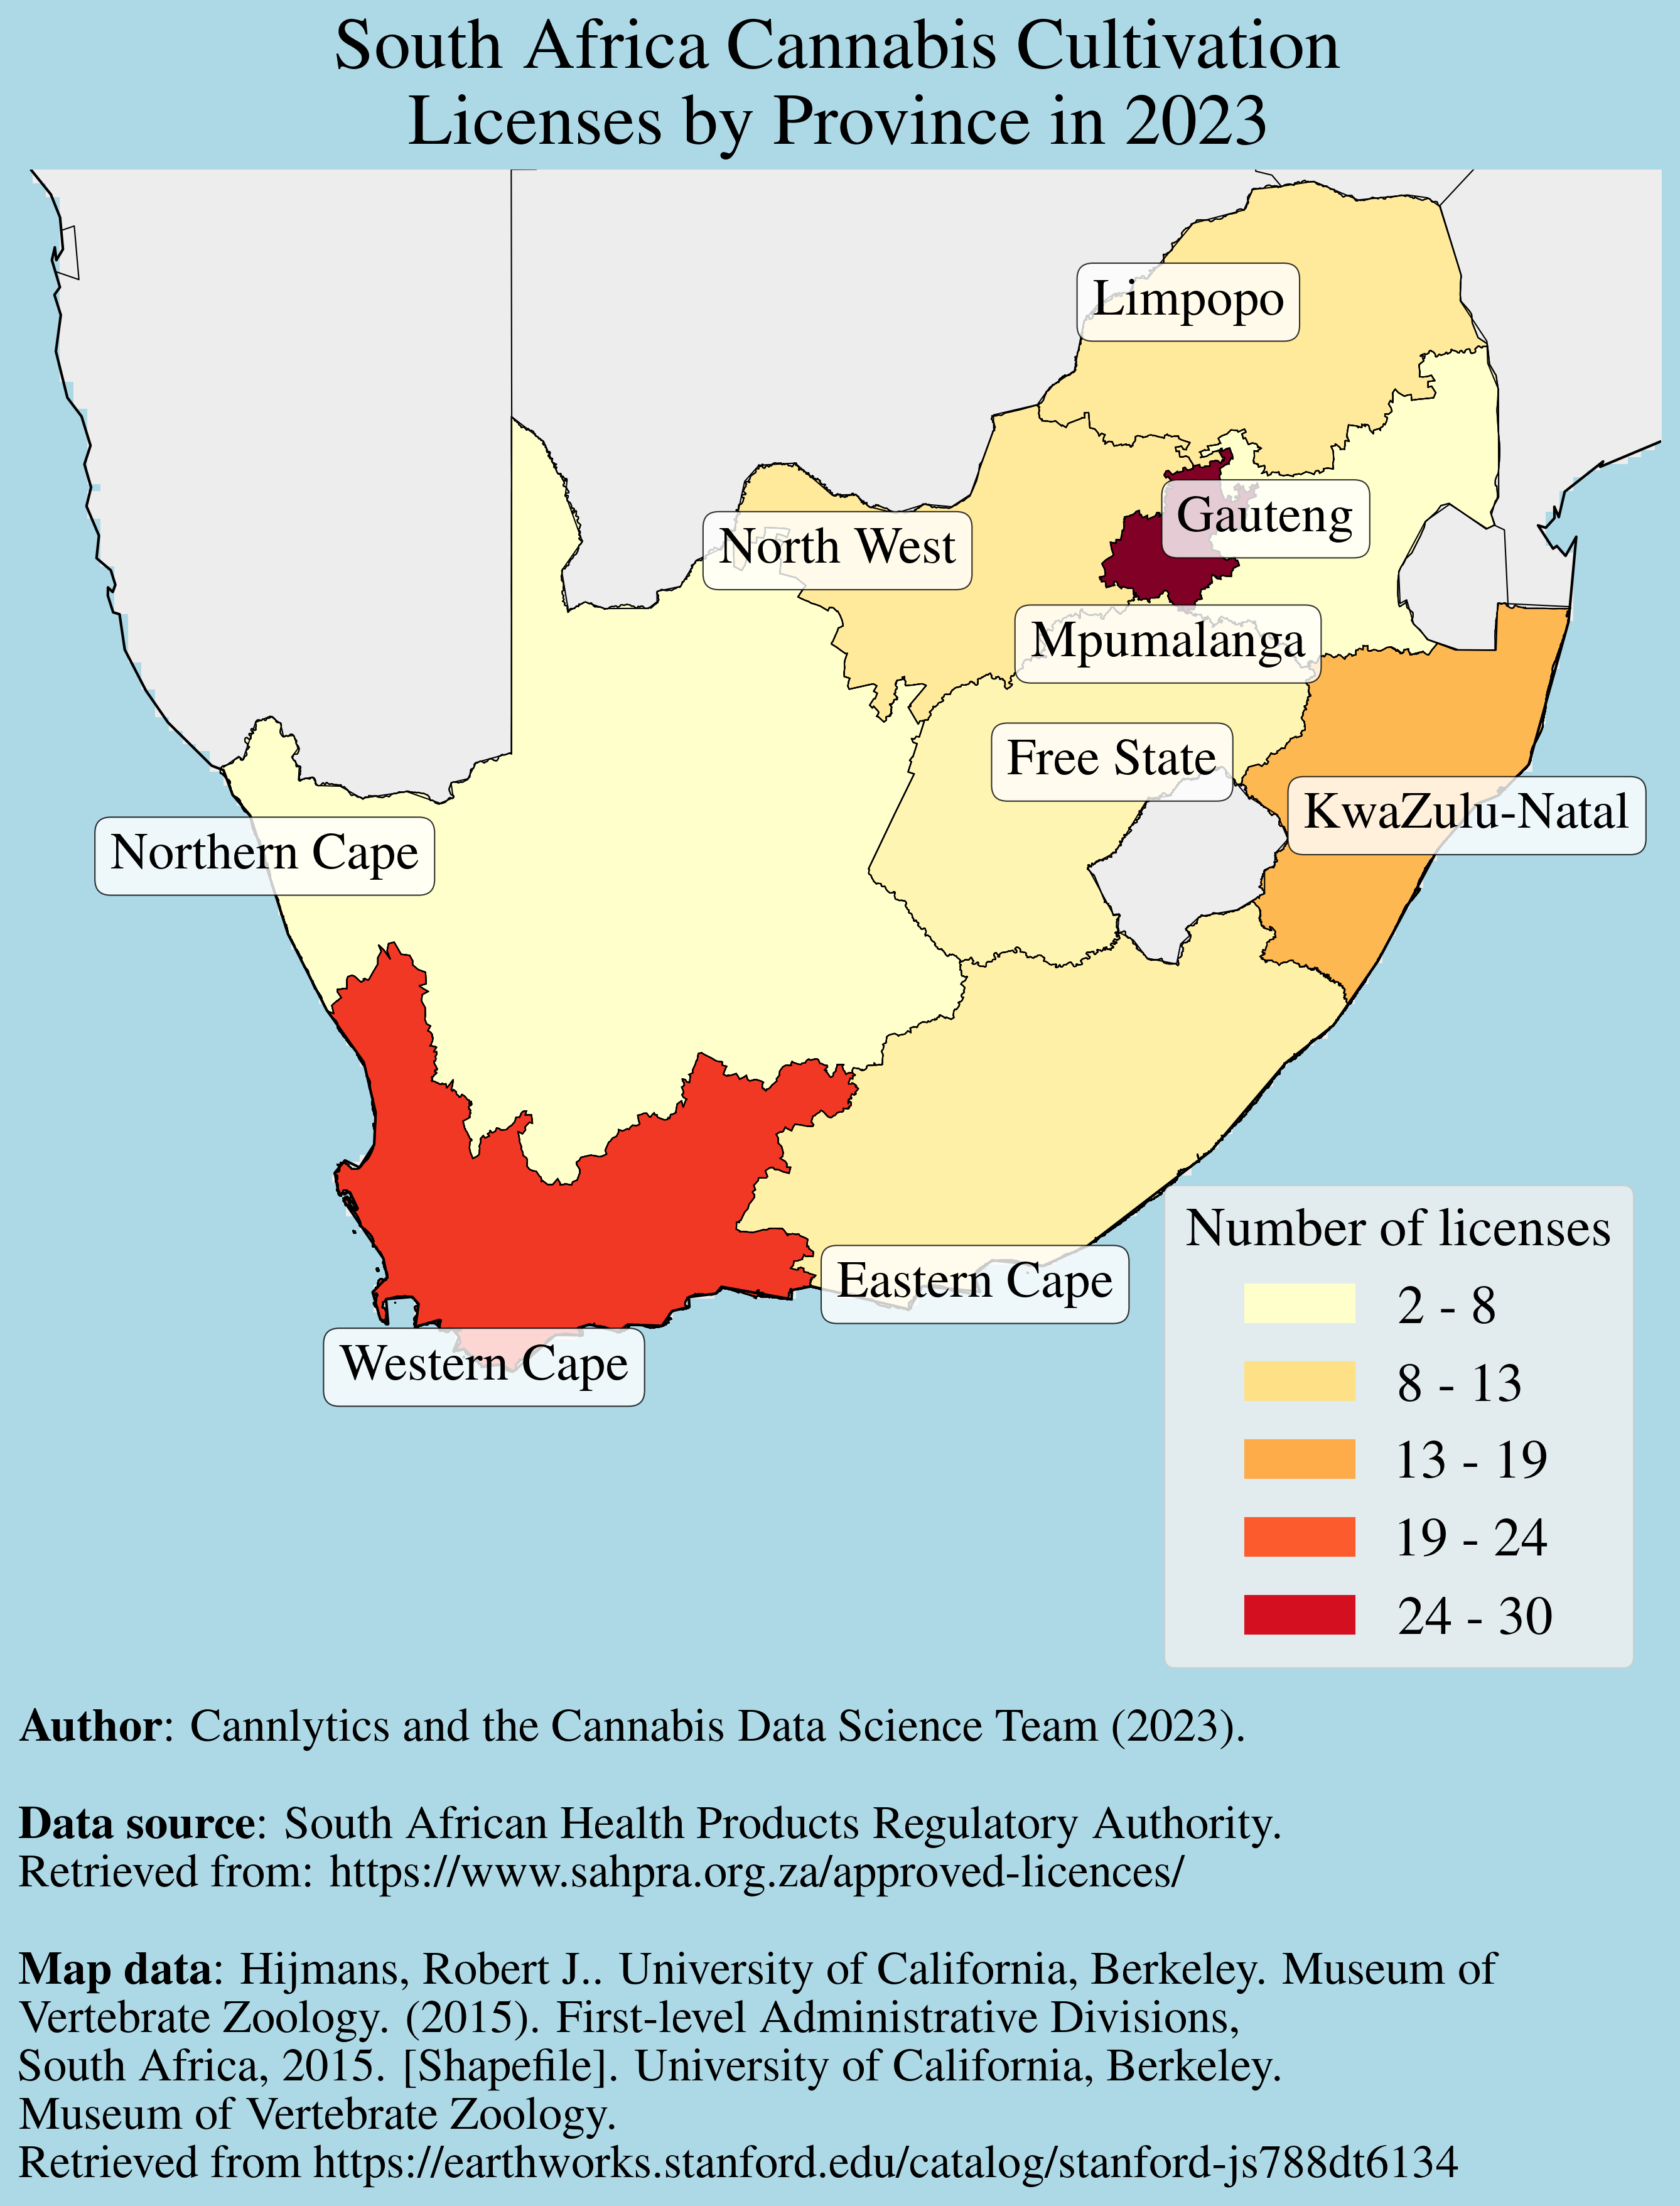 South Africa Cannabis Cultivation
Licenses by Province in 2023
Limpopo
Gauteng
North West
Mpumalanga
Free State
KwaZulu-Natal
Northern Cape
Eastern Cape
Western Cape
Number of licenses
2 - 8
8 - 13
13 - 19
19 - 24
24 - 30
Author: Cannlytics and the Cannabis Data Science Team (2023).
Data source: South African Health Products Regulatory Authority.
Retrieved from: https://www.sahpra.org.za/approved-licences/
Map data: Hijmans, Robert J.. University of California, Berkeley. Museum of
Vertebrate Zoology. (2015). First-level Administrative Divisions,
South Africa, 2015. [Shapefile]. University of California, Berkeley.
Museum of Vertebrate Zoology.
Retrieved from https://earthworks.stanford.edu/catalog/stanford-js788dt6134